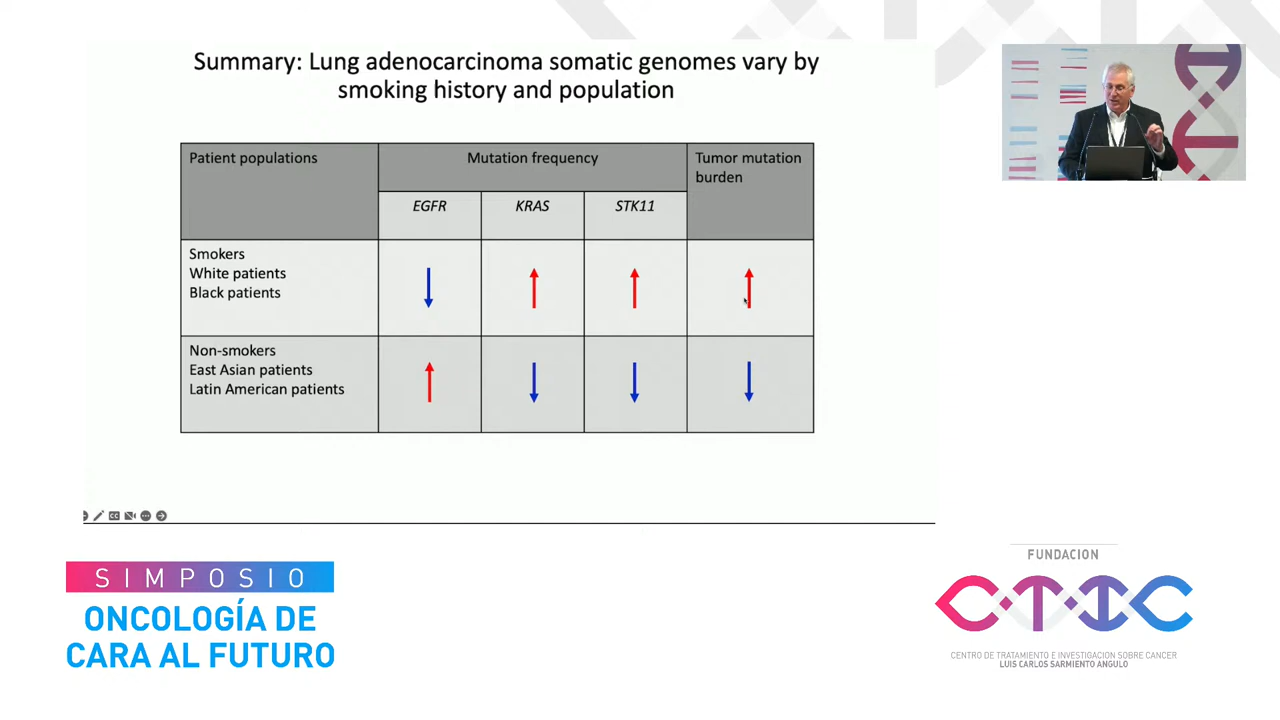 Summary: Lung adenocarcinoma somatic genomes vary by
smoking history and population
Patient populations
Mutation frequency
Tumor mutation
burden
EGFR
KRAS
STK11
Smokers
White patients
Black patients
Non-smokers
East Asian patients
Latin American patients
CC
SIMPOSIO
ONCOLOGÍA DE
CARA AL FUTURO
FUNDACION
CTIC
CENTRO DE TRATAMIENTO E INVESTIGACION SOBRE CANCER
LUIS CARLOS SARMIENTO ANGULO